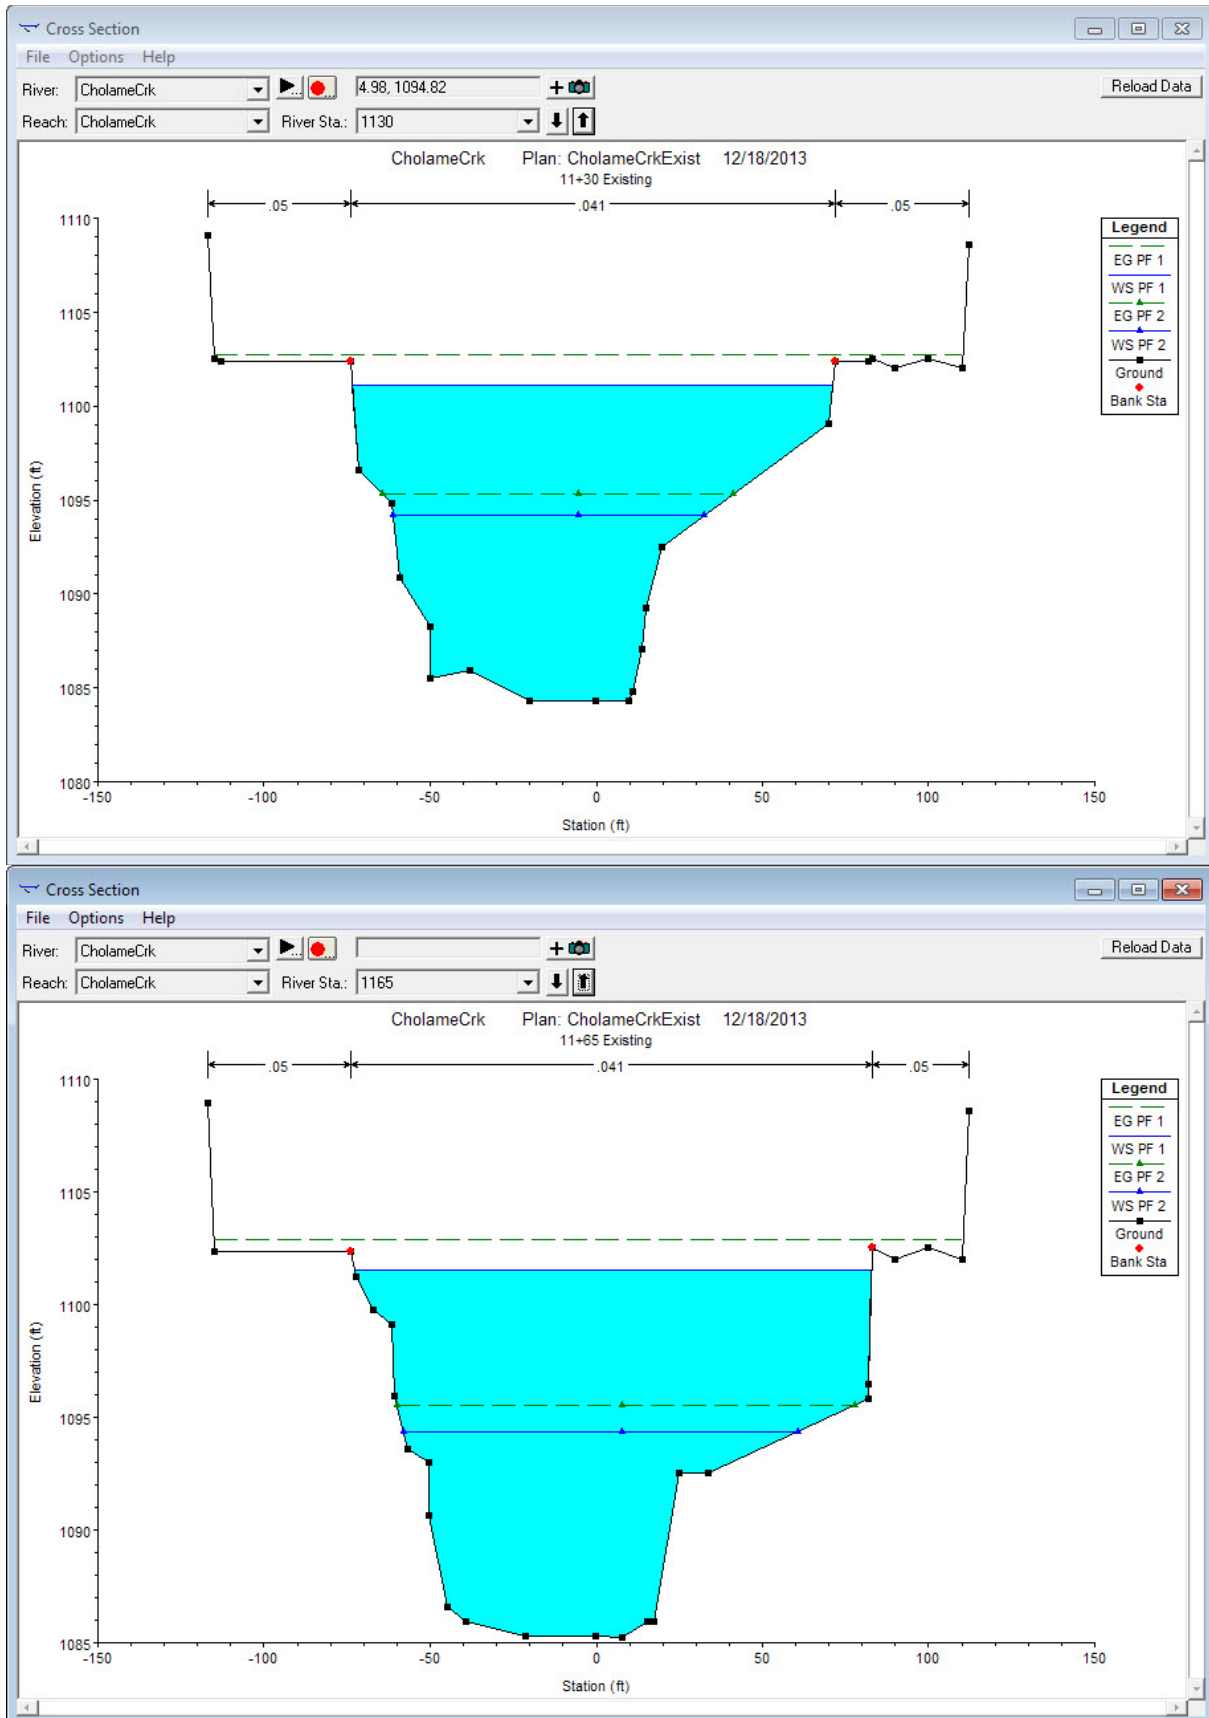 Cross Section
File Options Help
River: CholameCrk 4.98, 1094.82 Reload Data
Reach: CholameCrk River Sta.: 1130
CholameCrk Plan: CholameCrkExist 12/18/2013
11+30 Existing
.05 .041 .05
1110
1105
1100
1095
1090
1085
1080
Elevation (ft)
-150 -100 -50 0 50 100 150
Station (ft)
Legend
EG PF 1
WS PF 1
EG PF 2
WS PF 2
Ground
Bank Sta
Cross Section
File Options Help
River: CholameCrk Reload Data
Reach: CholameCrk River Sta.: 1165
CholameCrk Plan: CholameCrkExist 12/18/2013
11+65 Existing
.05 .041 .05
1110
1105
1100
1095
1090
1085
Elevation (ft)
-150 -100 -50 0 50 100 150
Station (ft)
Legend
EG PF 1
WS PF 1
EG PF 2
WS PF 2
Ground
Bank Sta